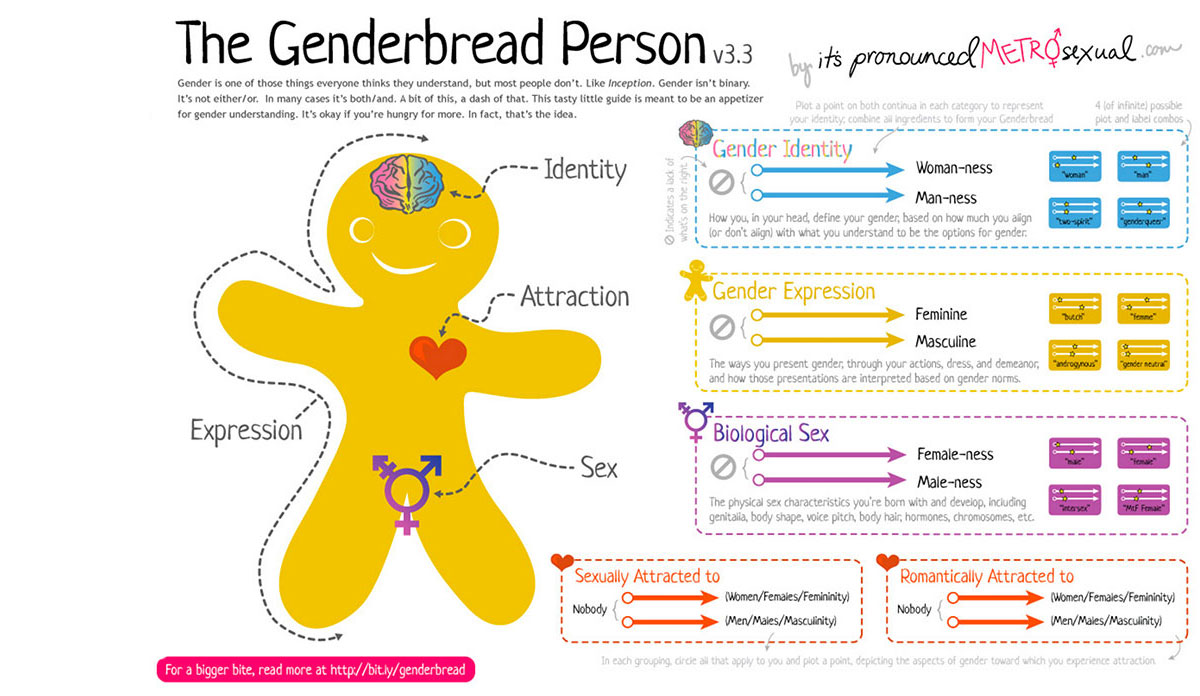 The Genderbread Person v3.3
by it's pronounced METROsexual.com
Gender is one of those things everyone thinks they understand, but most people don't. Like Inception. Gender isn't binary.
It's not either/or. In many cases it's both/and. A bit of this, a dash of that. This tasty little guide is meant to be an appetizer
for gender understanding. It's okay if you're hungry for more. In fact, that's the idea.
Plot a point on both continua in each category to represent
your identity; combine all ingredients to form your Genderbread
4 (of infinite) possible
plot and label combos
Identity
Attraction
Expression
Sex
Indicates a lack of
what's on the right.
Gender Identity
Woman-ness
Man-ness
"woman"
"man"
"two-spirit"
"genderqueer"
How you, in your head, define your gender, based on how much you align
(or don't align) with what you understand to be the options for gender.
Gender Expression
Feminine
Masculine
"butch"
"femme"
"androgynous"
"gender neutral"
The ways you present gender, through your actions, dress, and demeanor,
and how those presentations are interpreted based on gender norms.
Biological Sex
Female-ness
Male-ness
"male"
"female"
"intersex"
"MtF Female"
The physical sex characteristics you're born with and develop, including
genitalia, body shape, voice pitch, body hair, hormones, chromosomes, etc.
Sexually Attracted to
Nobody
(Women/Females/Femininity)
(Men/Males/Masculinity)
Romantically Attracted to
Nobody
(Women/Females/Femininity)
(Men/Males/Masculinity)
In each grouping, circle all that apply to you and plot a point, depicting the aspects of gender toward which you experience attraction.
For a bigger bite, read more at http://bit.ly/genderbread